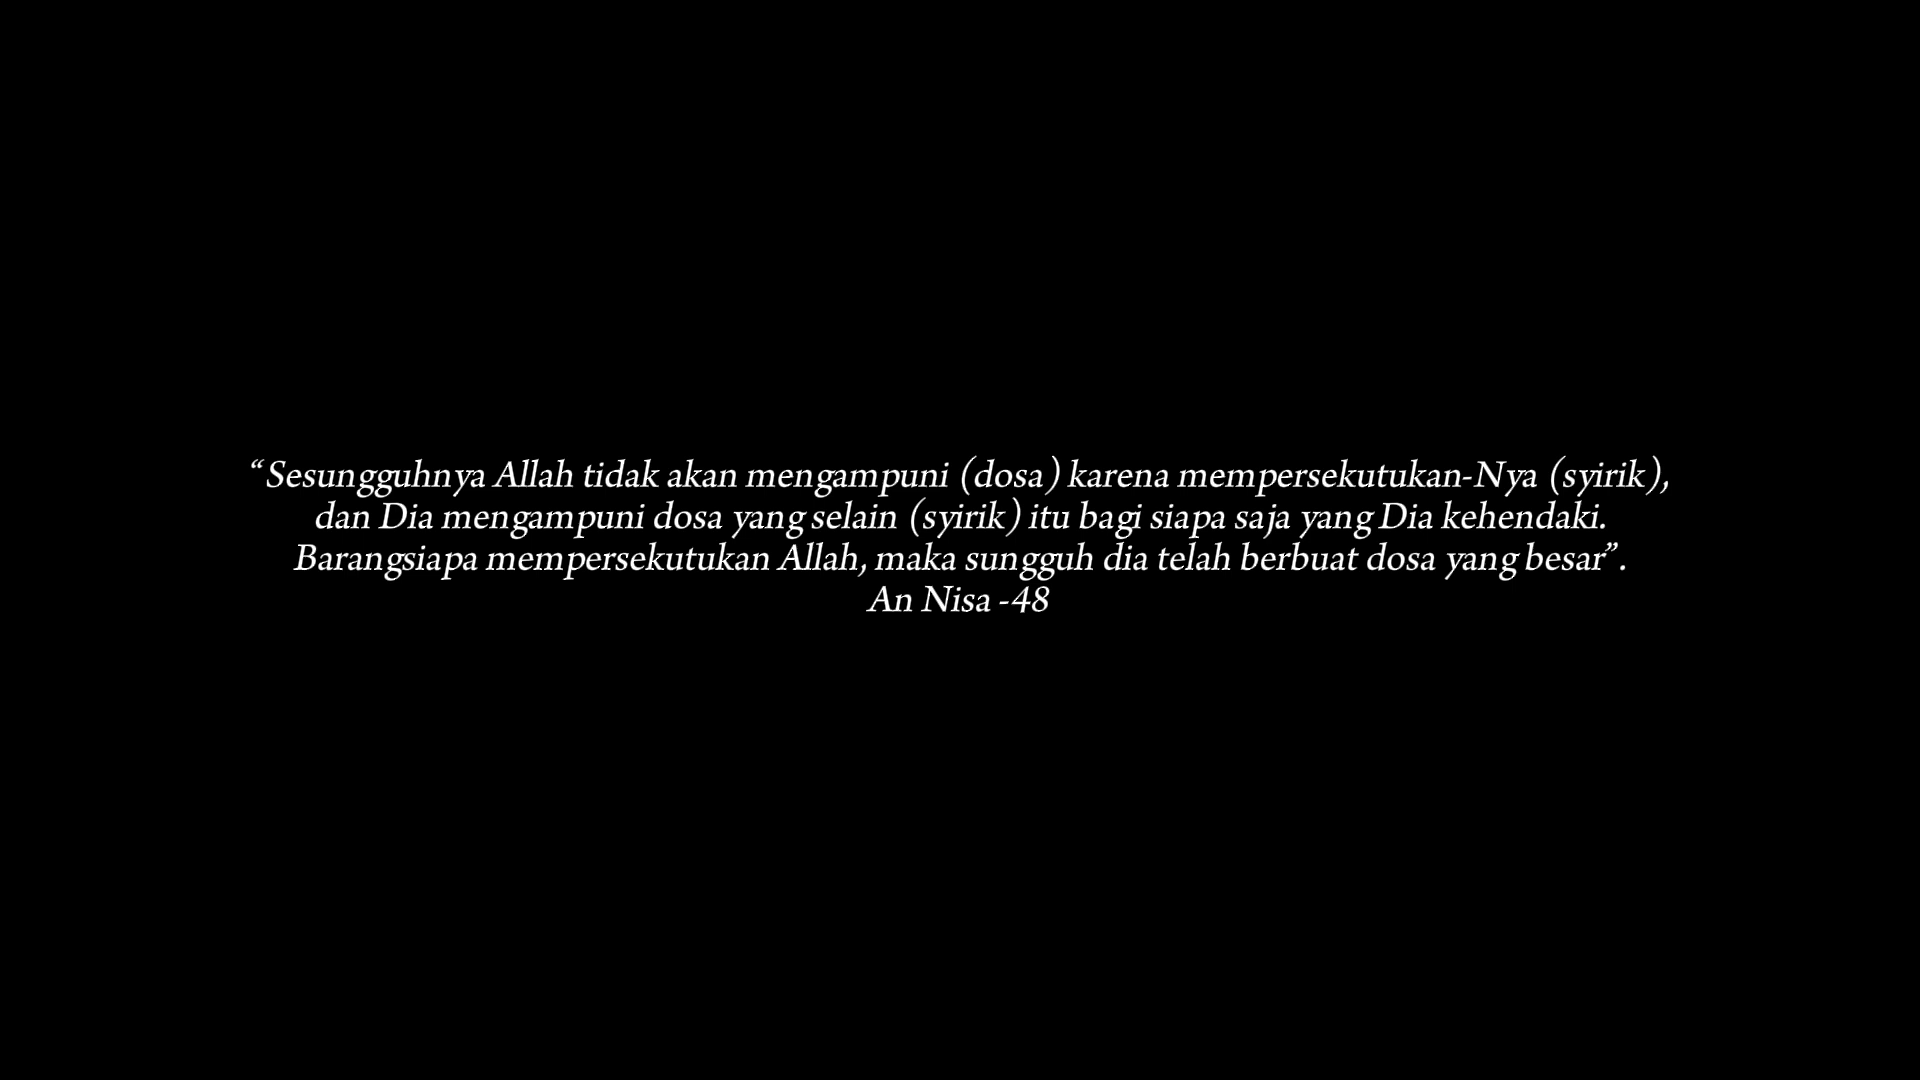 “Sesungguhnya Allah tidak akan mengampuni (dosa) karena mempersekutukan-Nya (syirik),
dan Dia mengampuni dosa yang selain (syirik) itu bagi siapa saja yang Dia kehendaki.
Barangsiapa mempersekutukan Allah, maka sungguh dia telah berbuat dosa yang besar”.
An Nisa -48